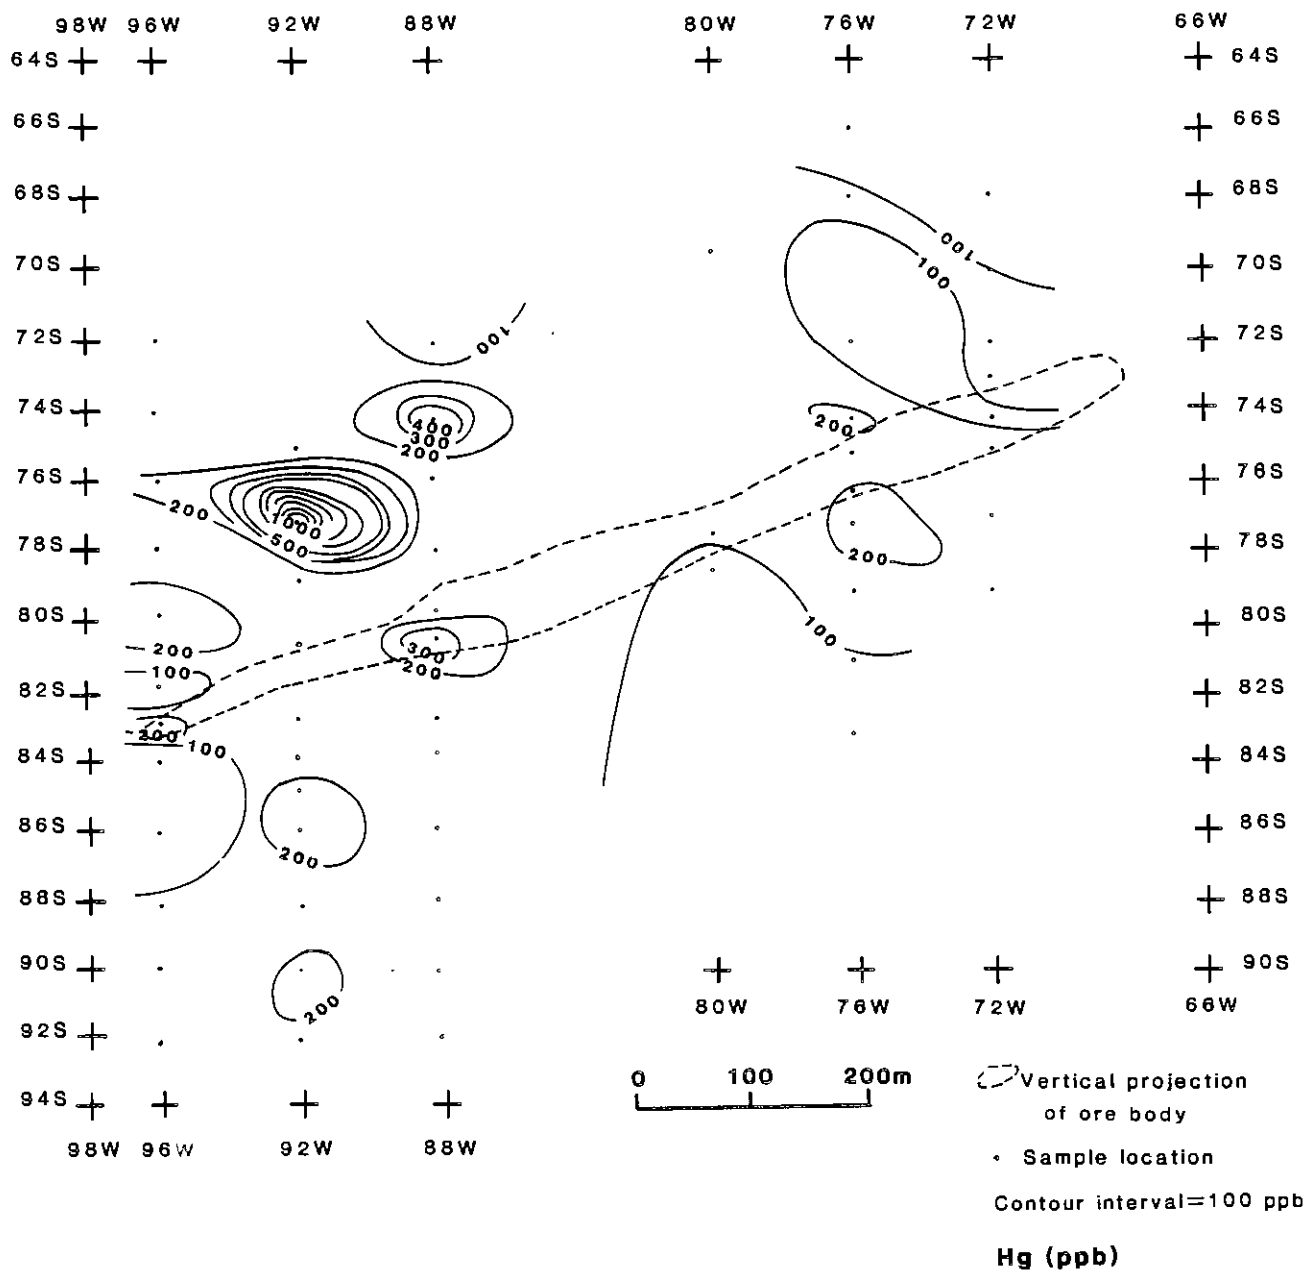 98W 96W 92W 88W 80W 76W 72W 66W
64S 64S
66S 66S
68S 68S
100
70S 100 70S
72S 100 72S
74S 74S
400 200
300
200
76S 76S
200
1000
500
78S 200 78S
80S 80S
100
200 300
100 200
82S 82S
200 100
84S 84S
86S 86S
200
88S 88S
90S 90S
200 80W 76W 72W 66W
92S
0 100 200m Vertical projection
94S of ore body
98W 96W 92W 88W
Sample location
Contour interval=100 ppb
Hg (ppb)